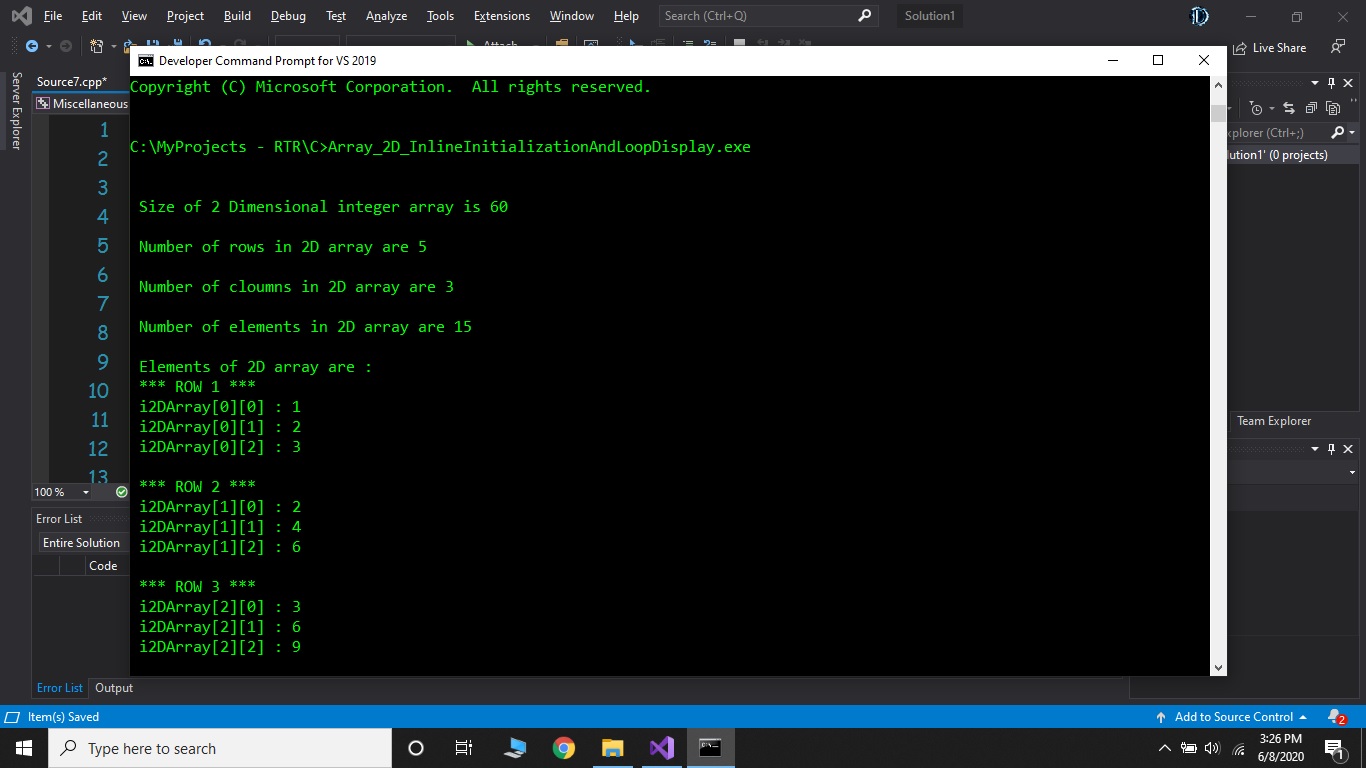 File Edit View Project Build Debug Test Analyze Tools Extensions Window Help Search (Ctrl+Q) Solution1
Attach
Live Share
Developer Command Prompt for VS 2019
Server Explorer
Source7.cpp*
Miscellaneous
1
2
3
4
5
6
7
8
9
10
11
12
13
100 %
Copyright (C) Microsoft Corporation.  All rights reserved.
C:\MyProjects - RTR\C>Array_2D_InlineInitializationAndLoopDisplay.exe
Size of 2 Dimensional integer array is 60
Number of rows in 2D array are 5
Number of cloumns in 2D array are 3
Number of elements in 2D array are 15
Elements of 2D array are :
*** ROW 1 ***
i2DArray[0][0] : 1
i2DArray[0][1] : 2
i2DArray[0][2] : 3
*** ROW 2 ***
i2DArray[1][0] : 2
i2DArray[1][1] : 4
i2DArray[1][2] : 6
*** ROW 3 ***
i2DArray[2][0] : 3
i2DArray[2][1] : 6
i2DArray[2][2] : 9
xplorer (Ctrl+;)
ution1' (0 projects)
Team Explorer
Error List
Entire Solution
Code
Error List Output
Item(s) Saved
Add to Source Control
2
Type here to search
3:26 PM
6/8/2020
1